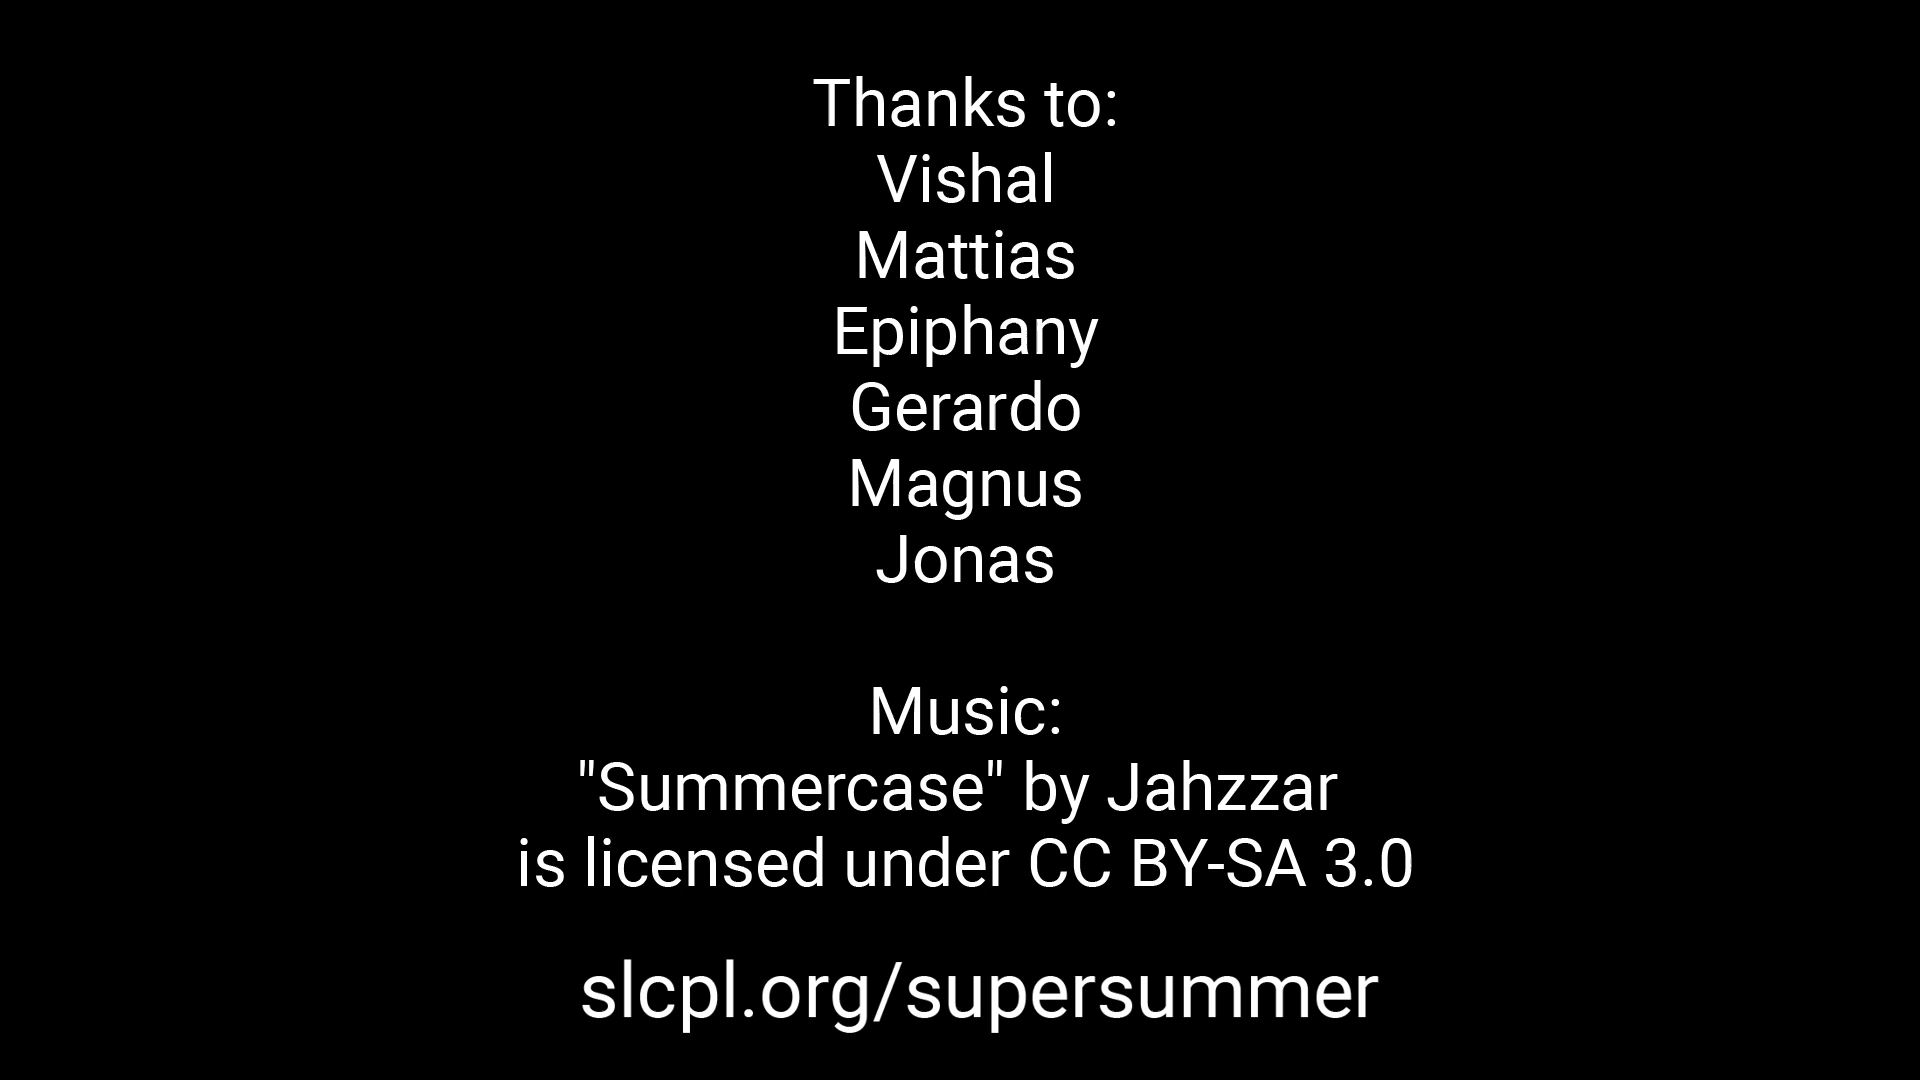 Thanks to:
Vishal
Mattias
Epiphany
Gerardo
Magnus
Jonas
Music:
"Summercase" by Jahzzar
is licensed under CC BY-SA 3.0
slcpl.org/supersummer